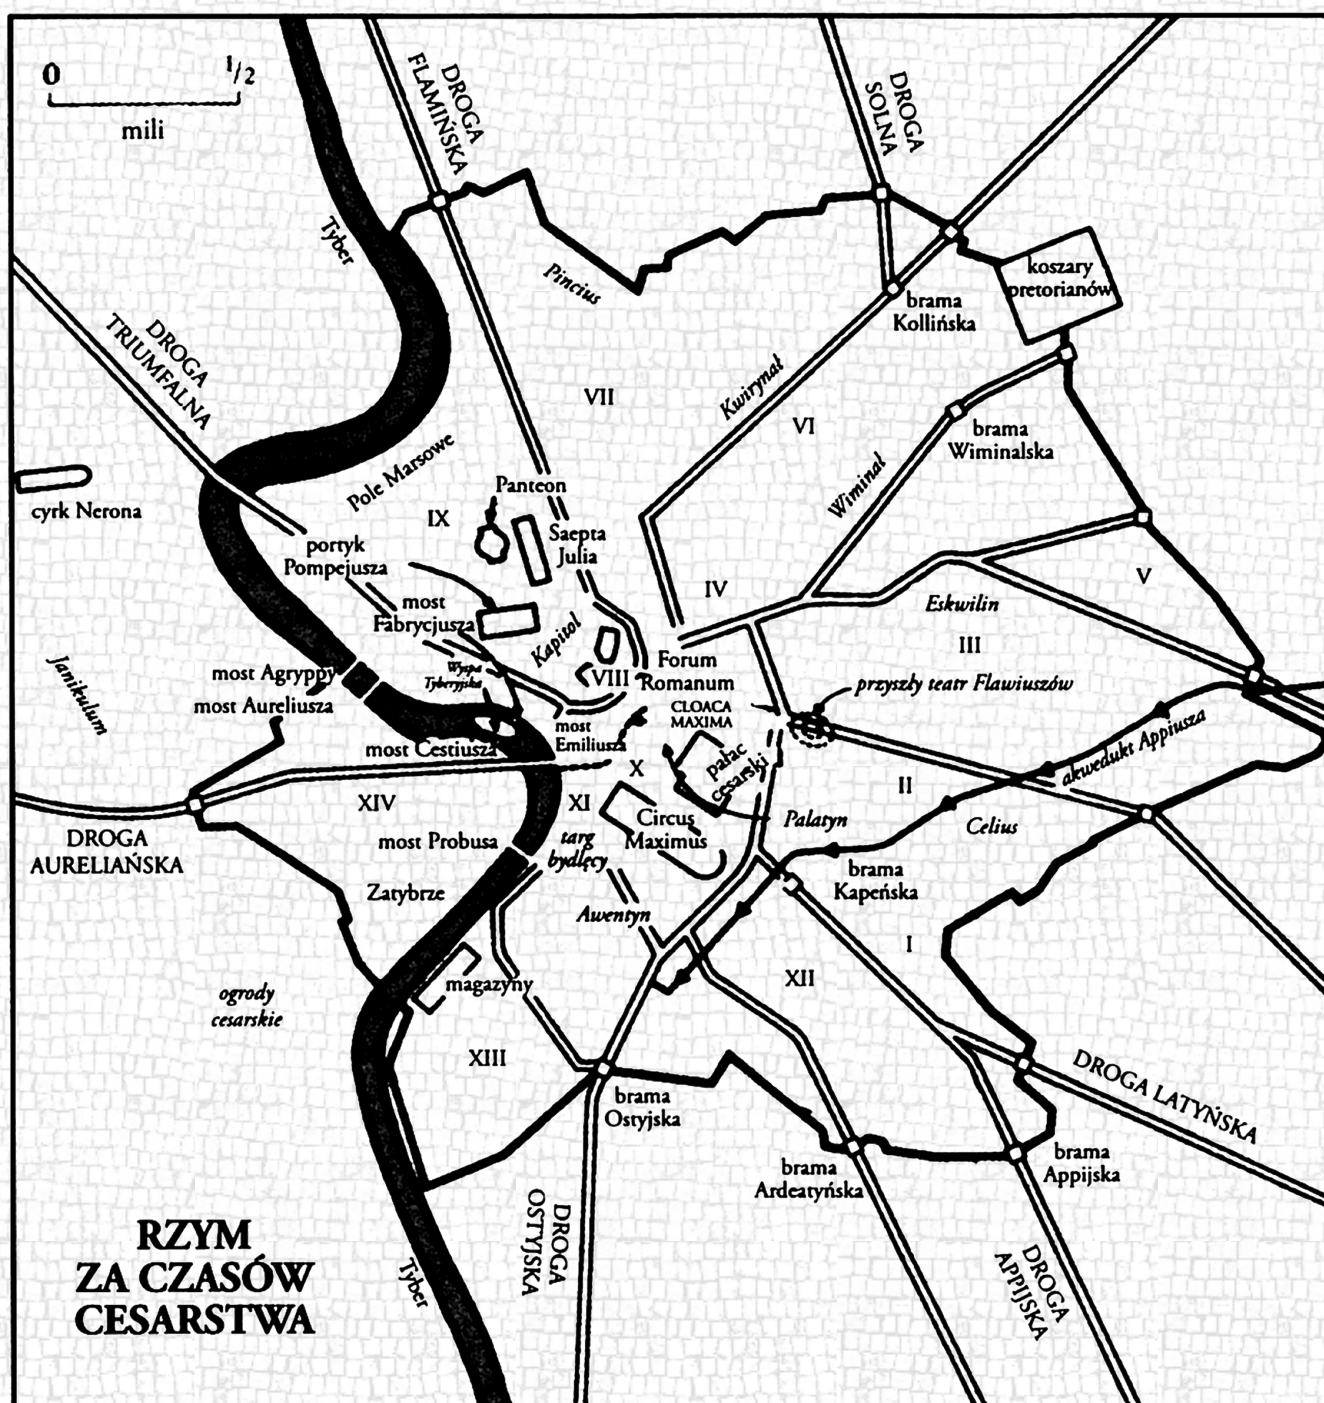 0 1/2
mili
DROGA
FLAMIŃSKA
DROGA
SOLNA
Tyber
Pincius
koszary
pretorianów
brama
Kollińska
DROGA
TRIUMFALNA
VII
Kwirynał
VI
brama
Wiminalska
Pole Marsowe
Wiminał
Panteon
cyrk Nerona
IX
portyk
Pompejusza
Saepta
Julia
IV
V
most
Fabrycjusza
Kapitol
Eskwilin
III
Janikulum
most Agryppy
Wyspa
Tyberyjska
VIII
Forum
Romanum
przyszły teatr Flawiuszów
most Aureliusza
CLOACA
MAXIMA
most Cestiusza
most
Emiliusza
akwedukt Appiusza
X
pałac
cesarski
II
XIV
XI
Circus
Maximus
Palatyn
Celius
DROGA
AURELIAŃSKA
most Probusa
targ
bydlęcy
brama
Kapeńska
Zatybrze
Awentyn
I
XII
magazyny
ogrody
cesarskie
XIII
DROGA LATYŃSKA
brama
Ostyjska
brama
Ardeatyńska
brama
Appijska
DROGA
OSTYJSKA
DROGA
APPIJSKA
Tyber
RZYM
ZA CZASÓW
CESARSTWA